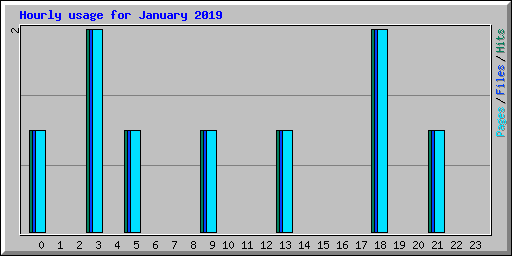 Hourly usage for January 2019
2
Pages/Files/Hits
0 1 2 3 4 5 6 7 8 9 10 11 12 13 14 15 16 17 18 19 20 21 22 23